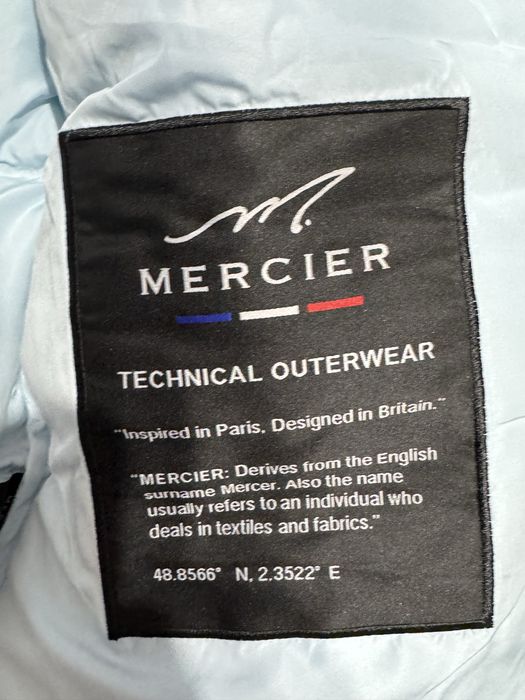 M.
MERCIER
TECHNICAL OUTERWEAR
"Inspired in Paris, Designed in Britain."
"MERCIER: Derives from the English
surname Mercer. Also the name
usually refers to an individual who
deals in textiles and fabrics."
48.8566° N, 2.3522° E